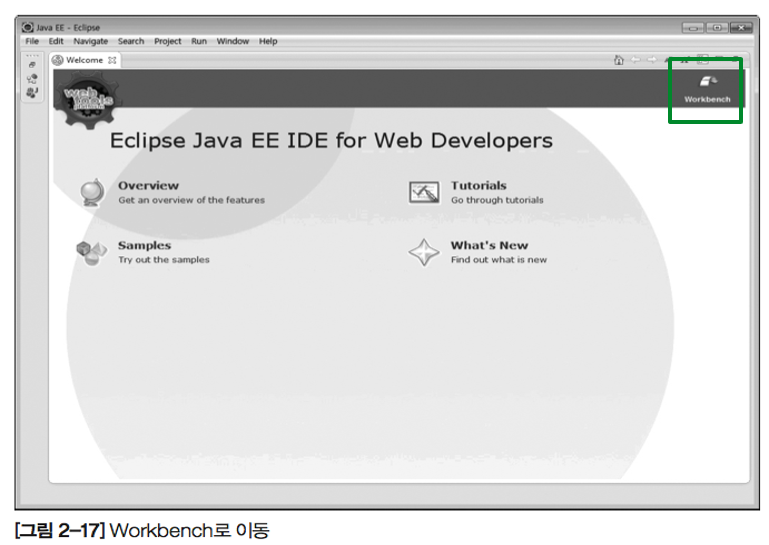 Java EE - Eclipse
File Edit Navigate Search Project Run Window Help
Welcome
web tools
Workbench
Eclipse Java EE IDE for Web Developers
Overview
Get an overview of the features
Tutorials
Go through tutorials
Samples
Try out the samples
What's New
Find out what is new
[그림 2-17] Workbench로 이동